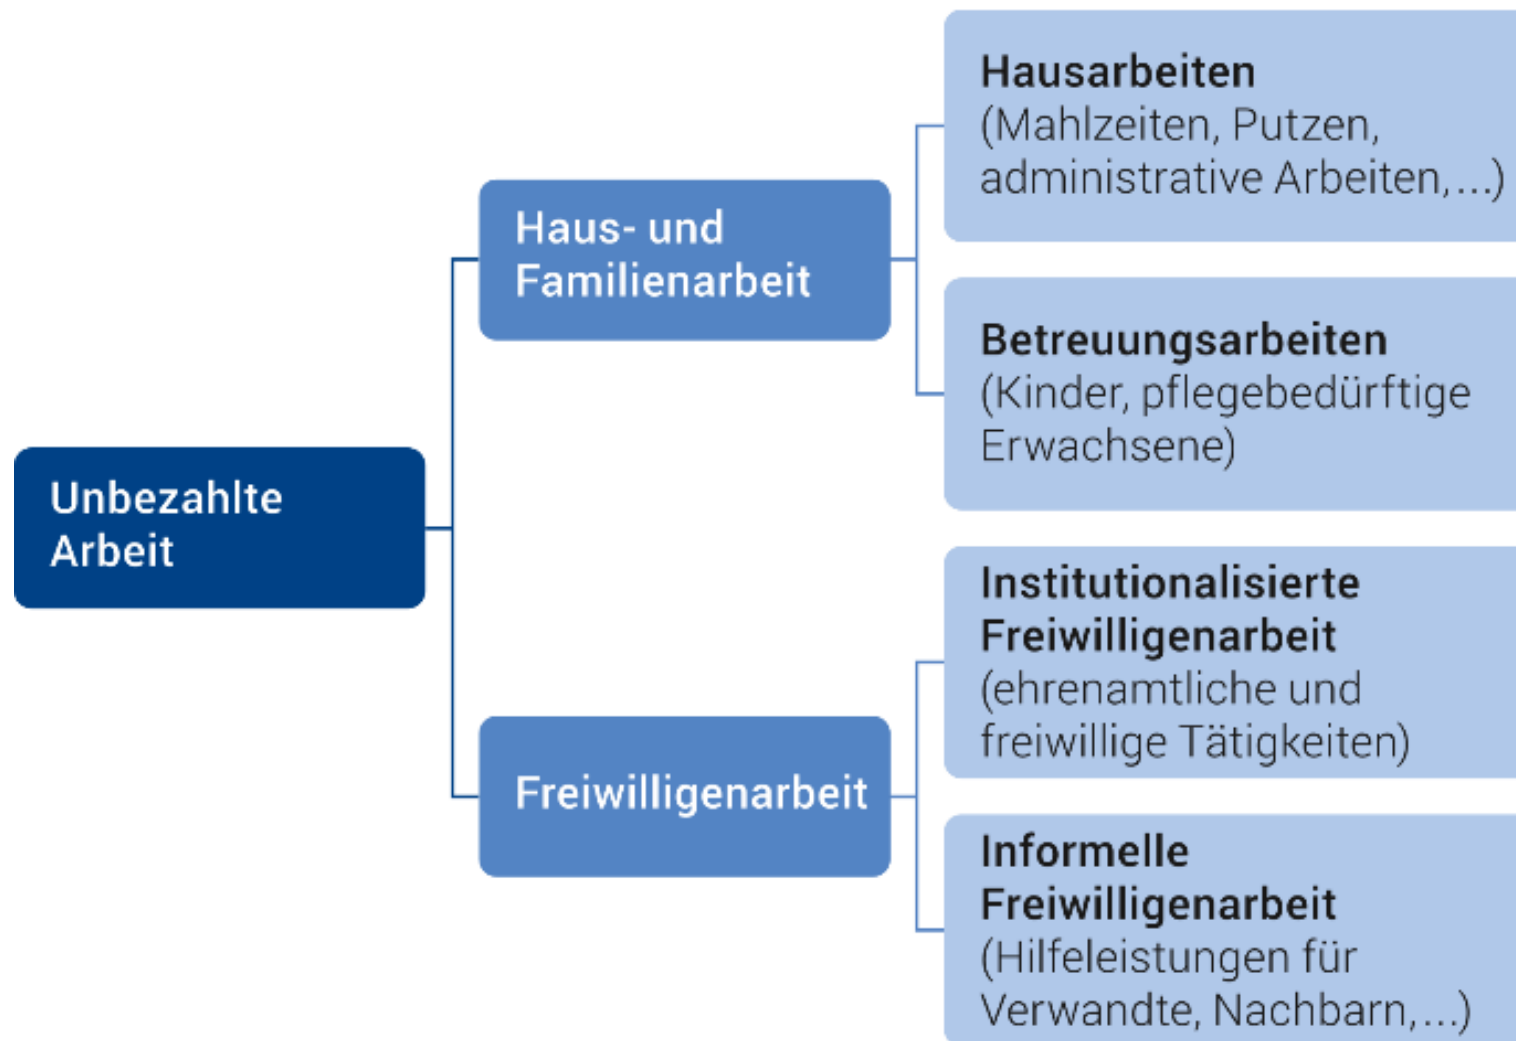 Unbezahlte
Arbeit
Haus- und
Familienarbeit
Hausarbeiten
(Mahlzeiten, Putzen,
administrative Arbeiten, ...)
Betreuungsarbeiten
(Kinder, pflegebedürftige
Erwachsene)
Freiwilligenarbeit
Institutionalisierte
Freiwilligenarbeit
(ehrenamtliche und
freiwillige Tätigkeiten)
Informelle
Freiwilligenarbeit
(Hilfeleistungen für
Verwandte, Nachbarn, ...)